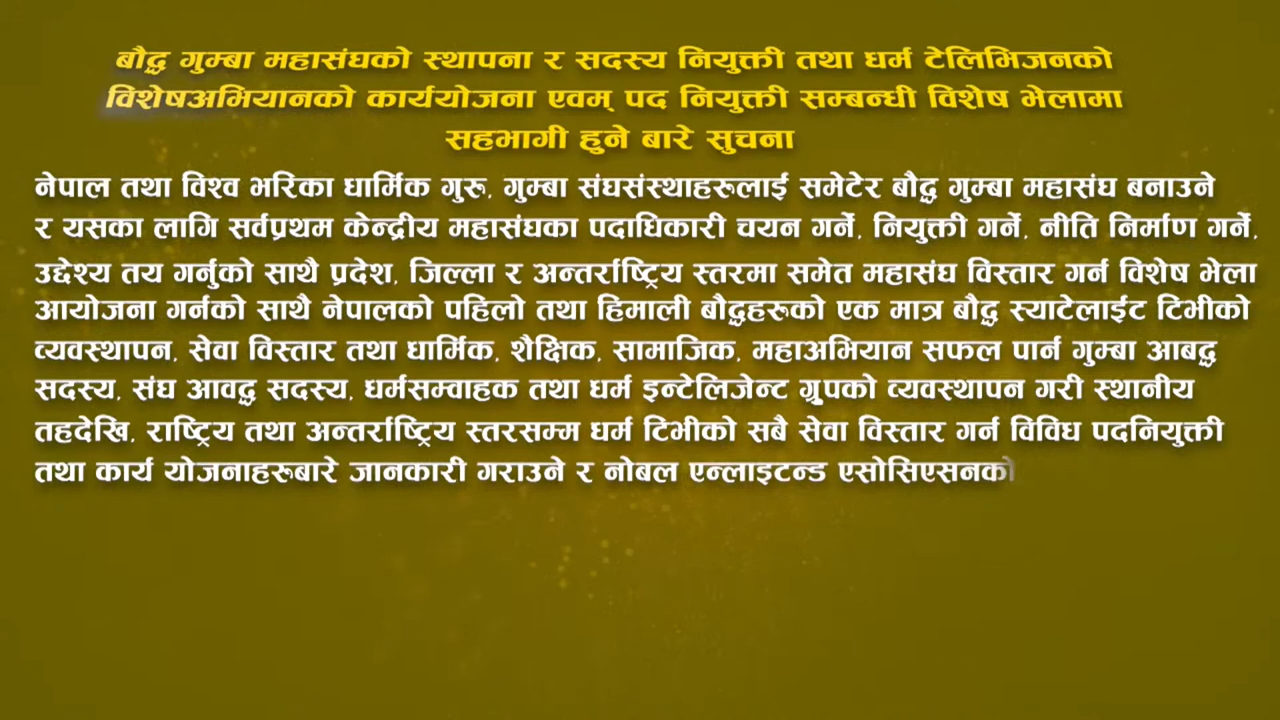 बौद्ध गुम्बा महासंघको स्थापना र सदस्य नियुक्ती तथा धर्म टेलिभिजनको
विशेषअभियानको कार्ययोजना एवम् पद नियुक्ती सम्बन्धी विशेष भेलामा
सहभागी हुने बारे सुचना
नेपाल तथा विश्व भरिका धार्मिक गुरू, गुम्बा संघसंस्थाहरूलाई समेटेर बौद्ध गुम्बा महासंघ बनाउने
र यसका लागि सर्वप्रथम केन्द्रीय महासंघका पदाधिकारी चयन गर्ने, नियुक्ती गर्ने, नीति निर्माण गर्ने,
उद्देश्य तय गर्नुको साथै प्रदेश, जिल्ला र अन्तर्राष्ट्रिय स्तरमा समेत महासंघ विस्तार गर्न विशेष भेला
आयोजना गर्नको साथै नेपालको पहिलो तथा हिमाली बौद्धहरूको एक मात्र बौद्ध स्याटेलाईट टिभीको
व्यवस्थापन, सेवा विस्तार तथा धार्मिक, शैक्षिक, सामाजिक, महाअभियान सफल पार्न गुम्बा आबद्ध
सदस्य, संघ आवद्ध सदस्य, धर्मसम्वाहक तथा धर्म इन्टेलिजेन्ट ग्रुपको व्यवस्थापन गरी स्थानीय
तहदेखि, राष्ट्रिय तथा अन्तर्राष्ट्रिय स्तरसम्म धर्म टिभीको सबै सेवा विस्तार गर्न विविध पदनियुक्ती
तथा कार्य योजनाहरूबारे जानकारी गराउने र नोबल एन्लाइटन्ड एसोसिएसनको